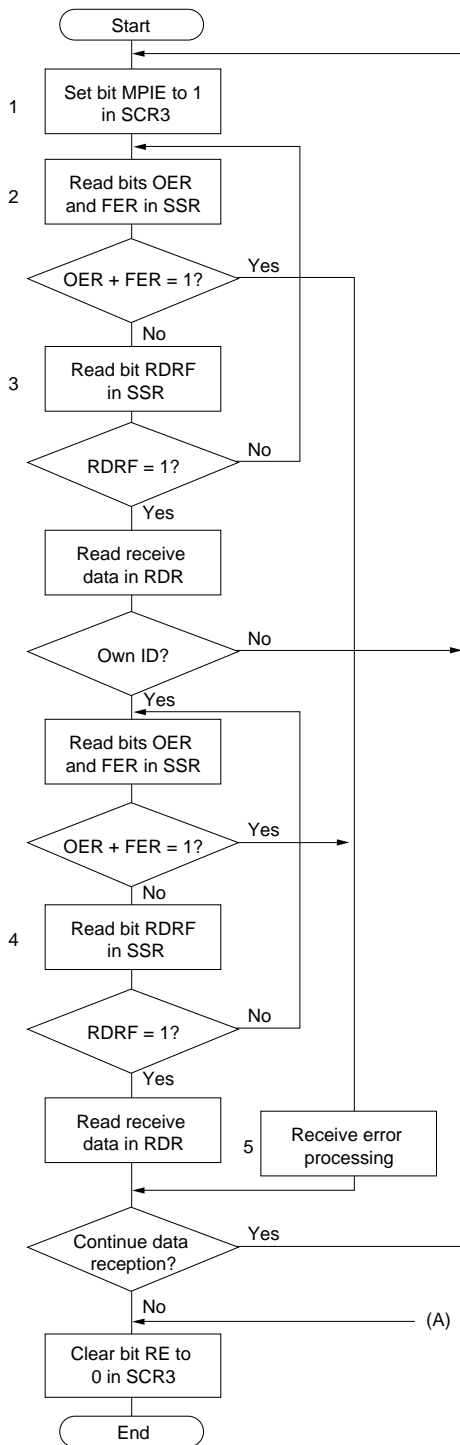 Start
1
Set bit MPIE to 1
in SCR3
2
Read bits OER
and FER in SSR
OER + FER = 1?
Yes
No
3
Read bit RDRF
in SSR
RDRF = 1?
No
Yes
Read receive
data in RDR
Own ID?
No
Yes
Read bits OER
and FER in SSR
OER + FER = 1?
Yes
No
4
Read bit RDRF
in SSR
RDRF = 1?
No
Yes
Read receive
data in RDR
5
Receive error
processing
Continue data
reception?
Yes
No
(A)
Clear bit RE to
0 in SCR3
End